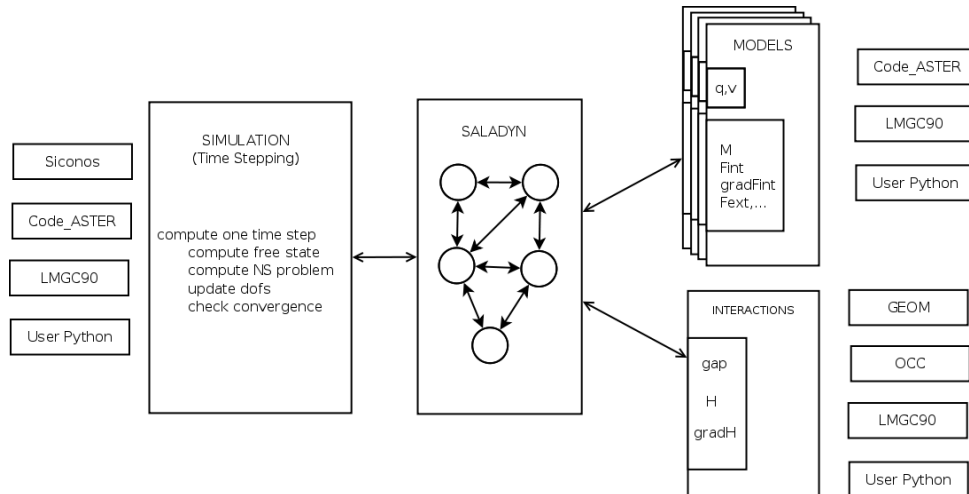 Siconos
Code_ASTER
LMGC90
User Python
SIMULATION
(Time Stepping)
compute one time step
compute free state
compute NS problem
update dofs
check convergence
SALADYN
MODELS
q,v
M
Fint
gradFint
Fext,...
Code_ASTER
LMGC90
User Python
INTERACTIONS
gap
H
gradH
GEOM
OCC
LMGC90
User Python